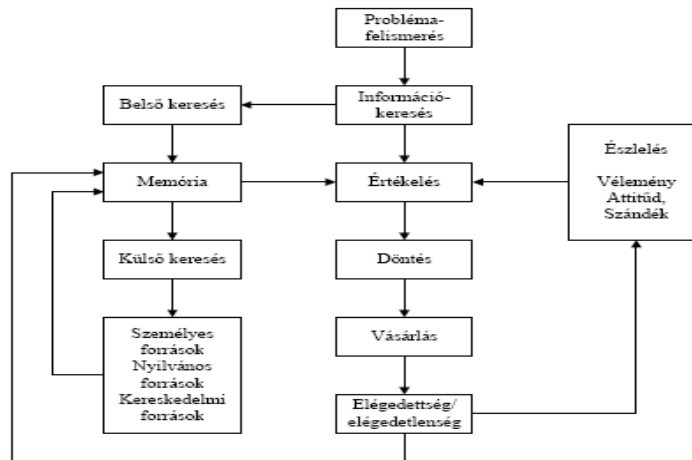 Probléma-
felismerés
Belső keresés
Információ-
keresés
Észlelés
Vélemény
Attitűd,
Szándék
Memória
Értékelés
Külső keresés
Döntés
Személyes
források
Nyilvános
források
Kereskedelmi
források
Vásárlás
Elégedettség/
elégedetlenség